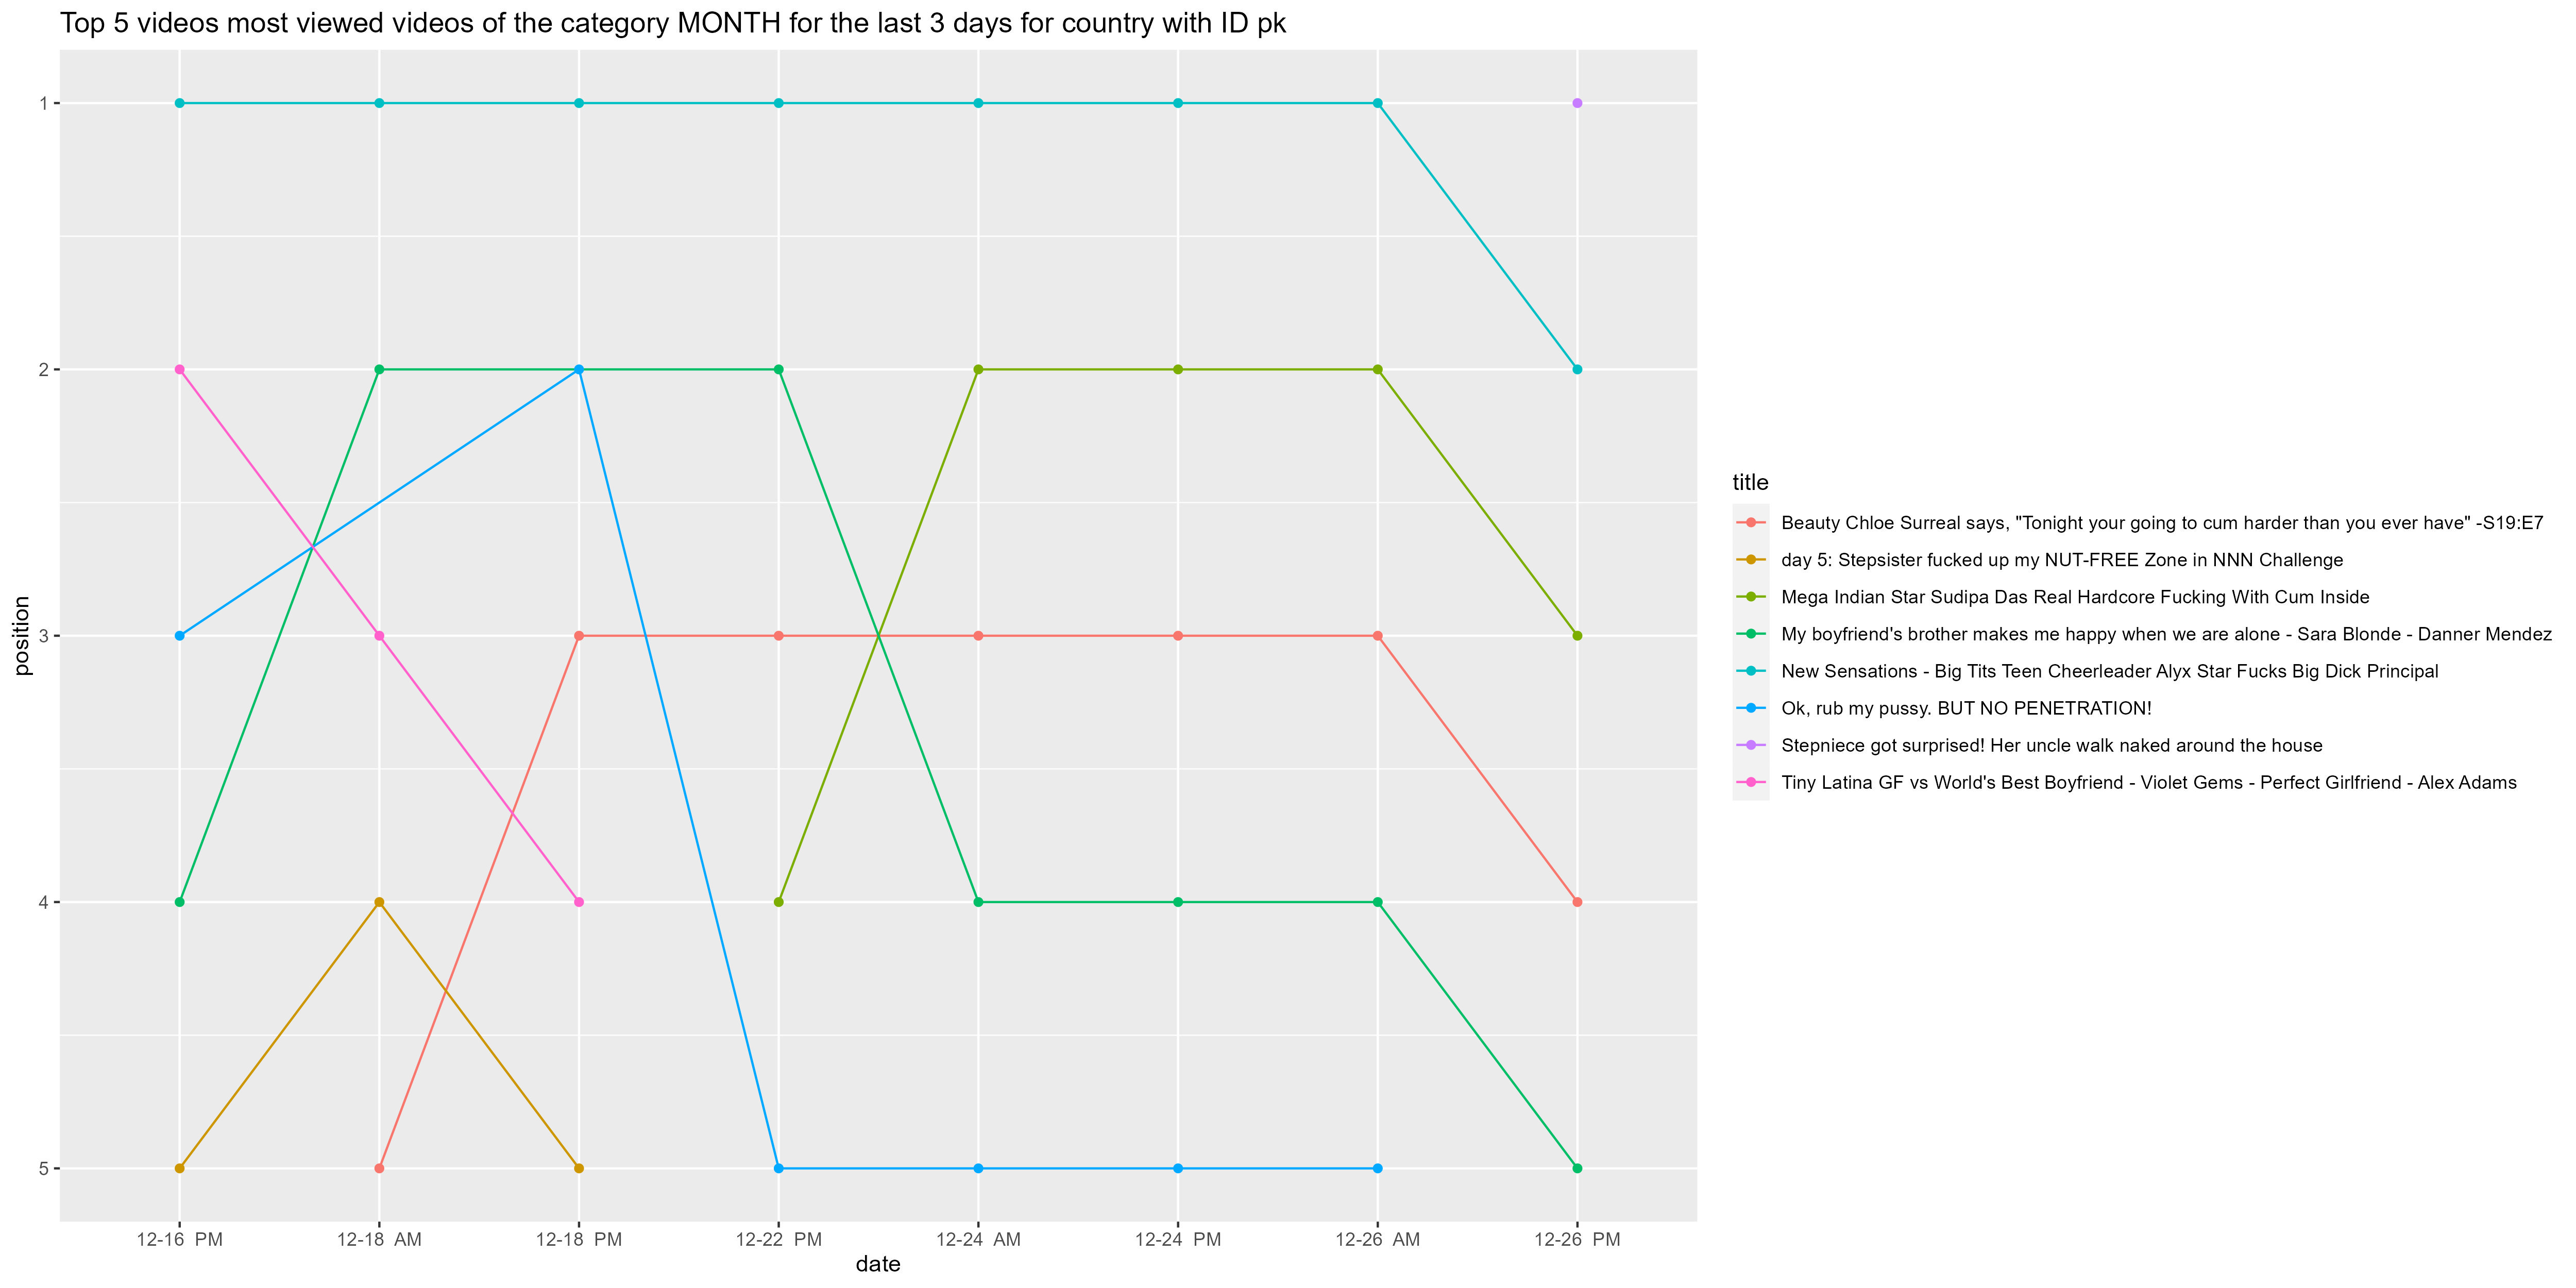 Top 5 videos most viewed videos of the category MONTH for the last 3 days for country with ID pk
position
1
2
3
4
5
12-16 PM
12-18 AM
12-18 PM
12-22 PM
12-24 AM
12-24 PM
12-26 AM
12-26 PM
date
title
Beauty Chloe Surreal says, "Tonight your going to cum harder than you ever have" -S19:E7
day 5: Stepsister fucked up my NUT-FREE Zone in NNN Challenge
Mega Indian Star Sudipa Das Real Hardcore Fucking With Cum Inside
My boyfriend's brother makes me happy when we are alone - Sara Blonde - Danner Mendez
New Sensations - Big Tits Teen Cheerleader Alyx Star Fucks Big Dick Principal
Ok, rub my pussy. BUT NO PENETRATION!
Stepniece got surprised! Her uncle walk naked around the house
Tiny Latina GF vs World's Best Boyfriend - Violet Gems - Perfect Girlfriend - Alex Adams